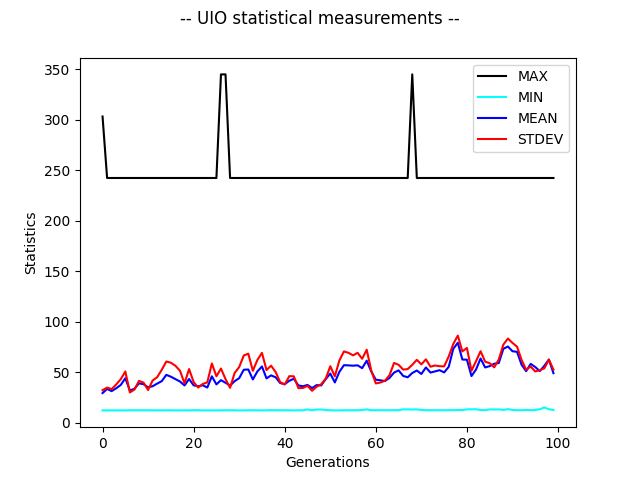 -- UIO statistical measurements --
MAX
MIN
MEAN
STDEV
Statistics
350
300
250
200
150
100
50
0
0 20 40 60 80 100
Generations